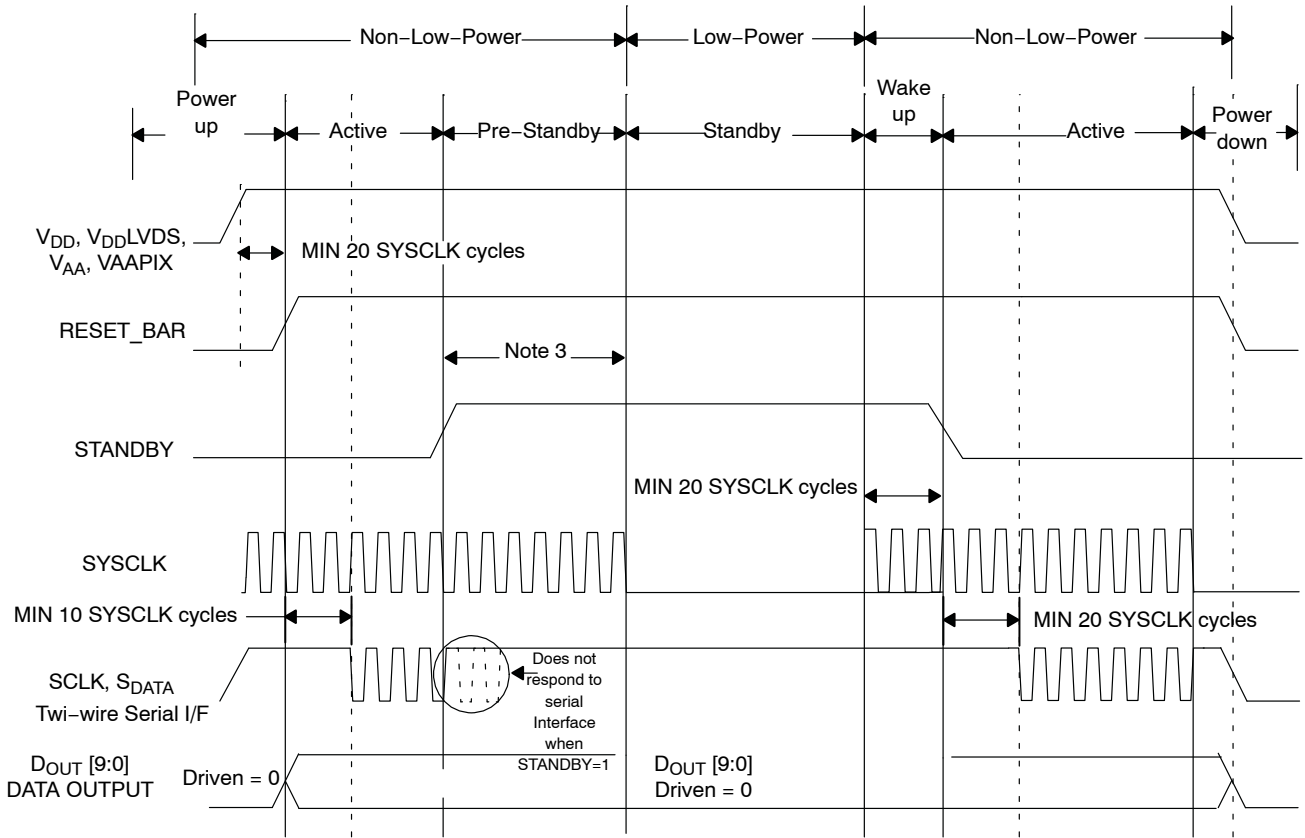 Non−Low−Power
Low−Power
Non−Low−Power
Power
up
Active
Pre−Standby
Standby
Wake
up
Active
Power
down
VDD, VDDLVDS,
VAA, VAAPIX
MIN 20 SYSCLK cycles
RESET_BAR
Note 3
STANDBY
MIN 20 SYSCLK cycles
SYSCLK
MIN 10 SYSCLK cycles
MIN 20 SYSCLK cycles
SCLK, SDATA
Twi−wire Serial I/F
Does not
respond to
serial
Interface
when
STANDBY=1
DOUT [9:0]
DATA OUTPUT
Driven = 0
DOUT [9:0]
Driven = 0